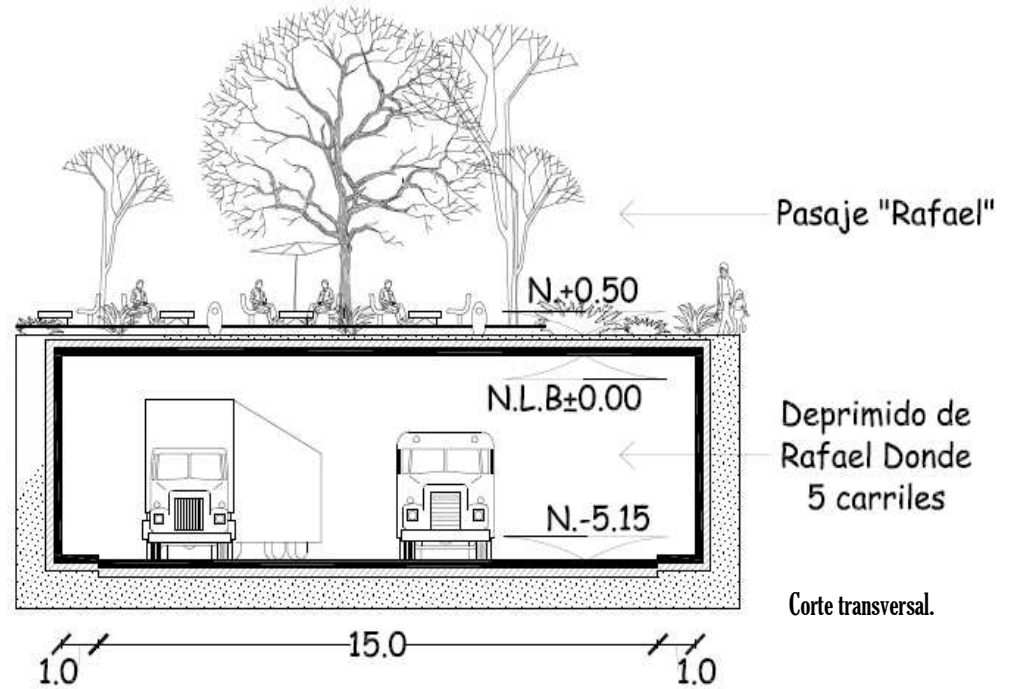 Pasaje "Rafael"
N.+0.50
N.L.B±0.00
Deprimido de
Rafael Donde
5 carriles
N.-5.15
Corte transversal.
1.0
15.0
1.0